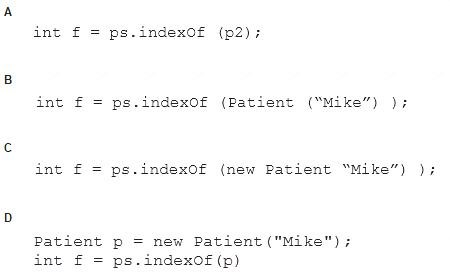 A
int f = ps.indexOf (p2);
B
int f = ps.indexOf (Patient (“Mike”) );
C
int f = ps.indexOf (new Patient “Mike”) );
D
Patient p = new Patient("Mike");
int f = ps.indexOf(p)